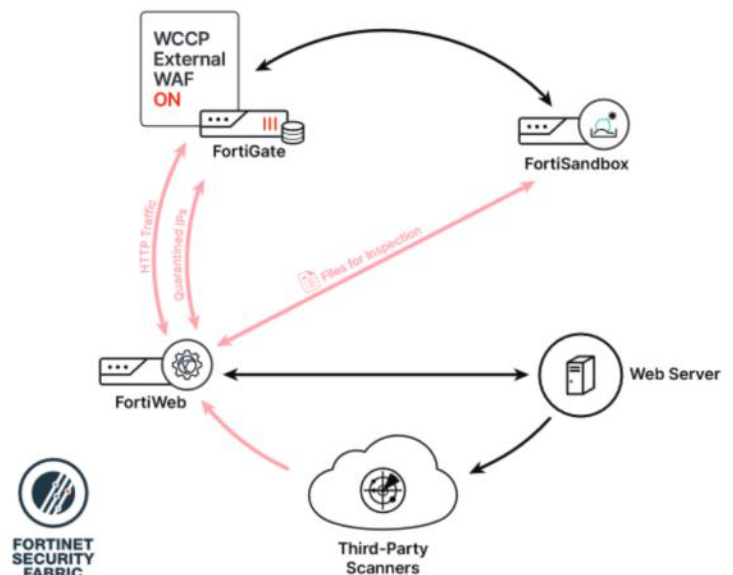 WCCP
External
WAF
ON
FortiGate
FortiSandbox
HTTP Traffic
Quarantined IPs
Files for Inspection
FortiWeb
Web Server
Third-Party
Scanners
FORTINET
SECURITY
FABRIC